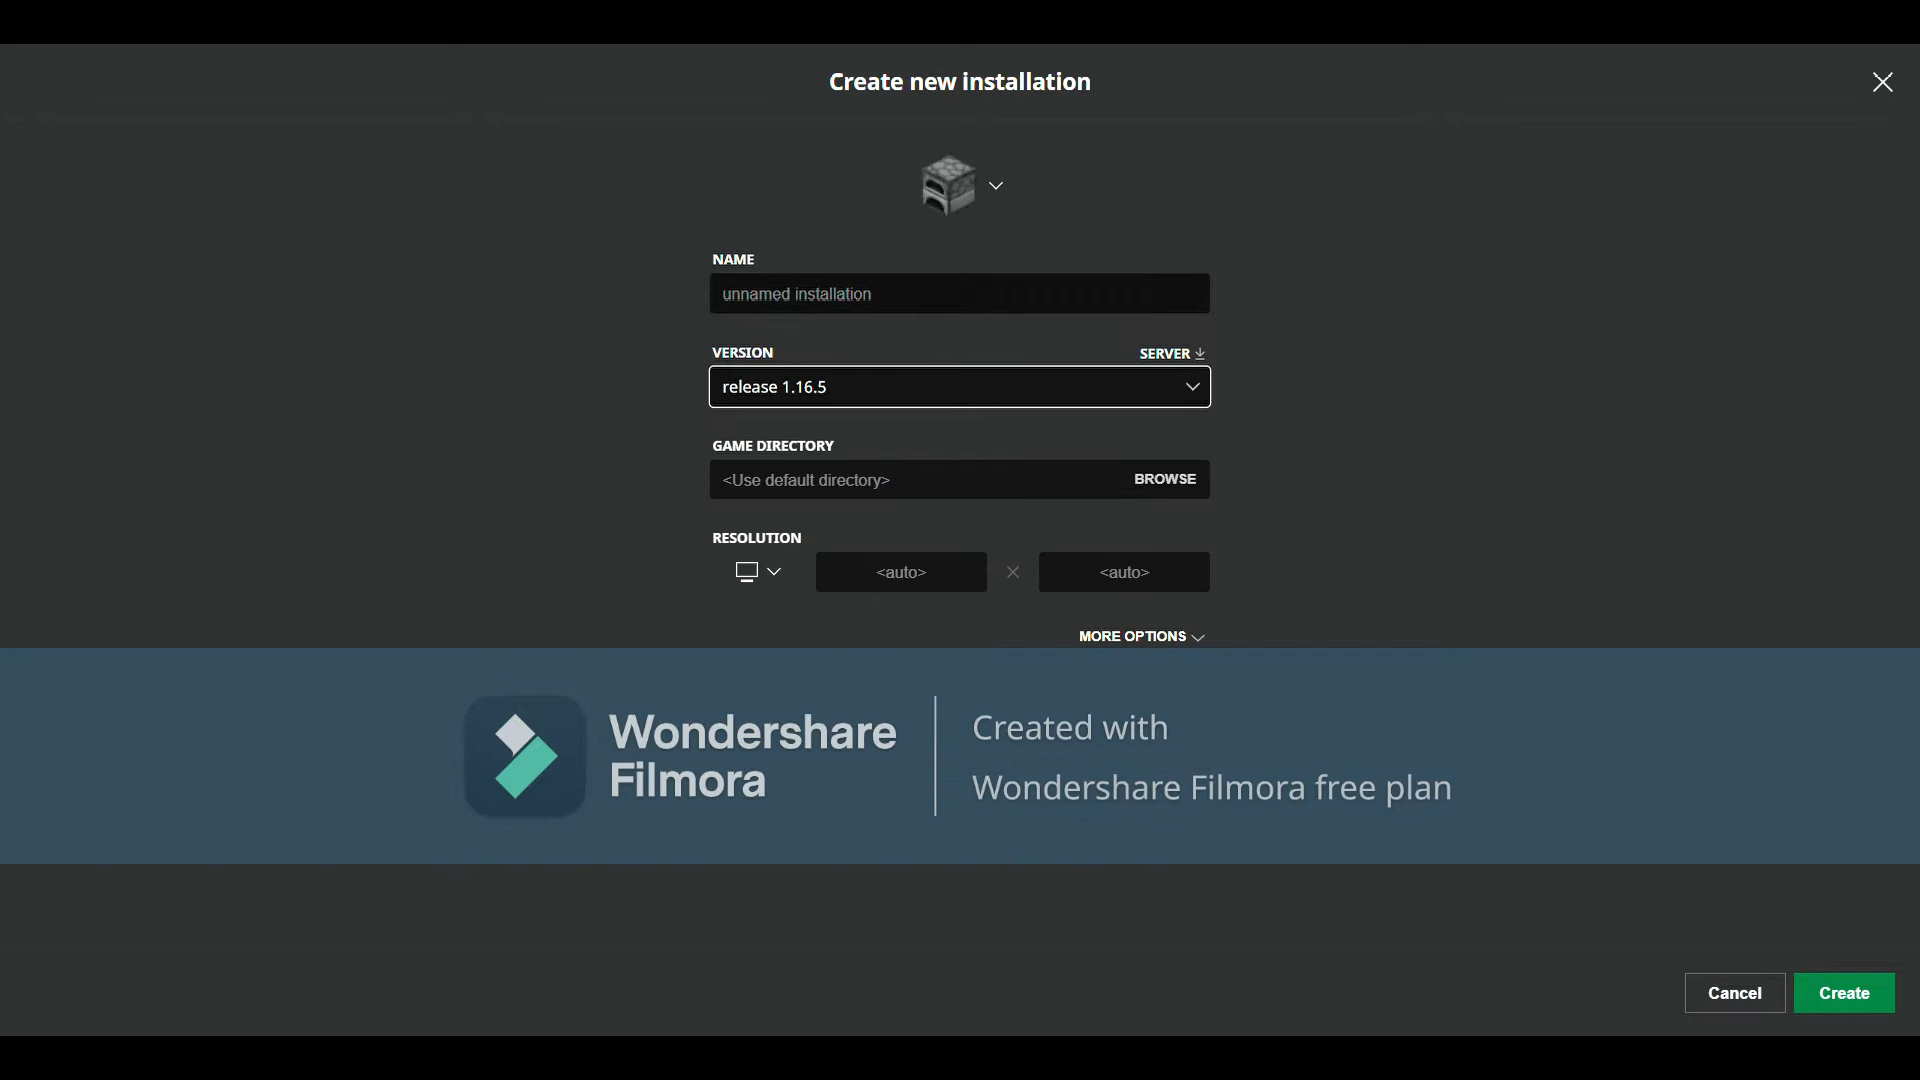 Create new installation
NAME
unnamed installation
VERSION
SERVER
release 1.16.5
GAME DIRECTORY
<Use default directory>
BROWSE
RESOLUTION
<auto>
<auto>
MORE OPTIONS
Wondershare
Filmora
Created with
Wondershare Filmora free plan
Cancel
Create